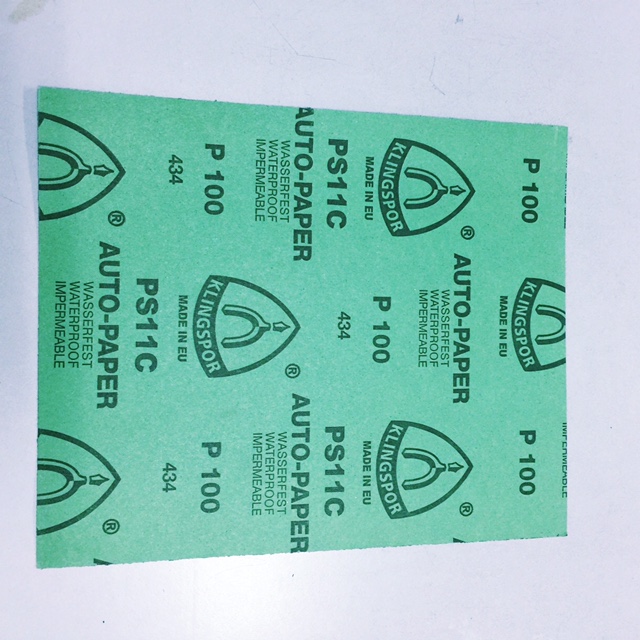 P 100
KLINGSPOR
MADE IN EU
®
PS11C
AUTO-PAPER
WASSERFEST
WATERPROOF
IMPERMEABLE
P 100
434
®
KLINGSPOR
MADE IN EU
AUTO-PAPER
WASSERFEST
WATERPROOF
IMPERMEABLE
P 100
434
KLINGSPOR
MADE IN EU
®
PS11C
AUTO-PAPER
WASSERFEST
WATERPROOF
IMPERMEABLE
IMPERMEABLE
P 100
KLINGSPOR
MADE IN EU
®
PS11C
AUTO-PAPER
WASSERFEST
WATERPROOF
IMPERMEABLE
P 100
434
®